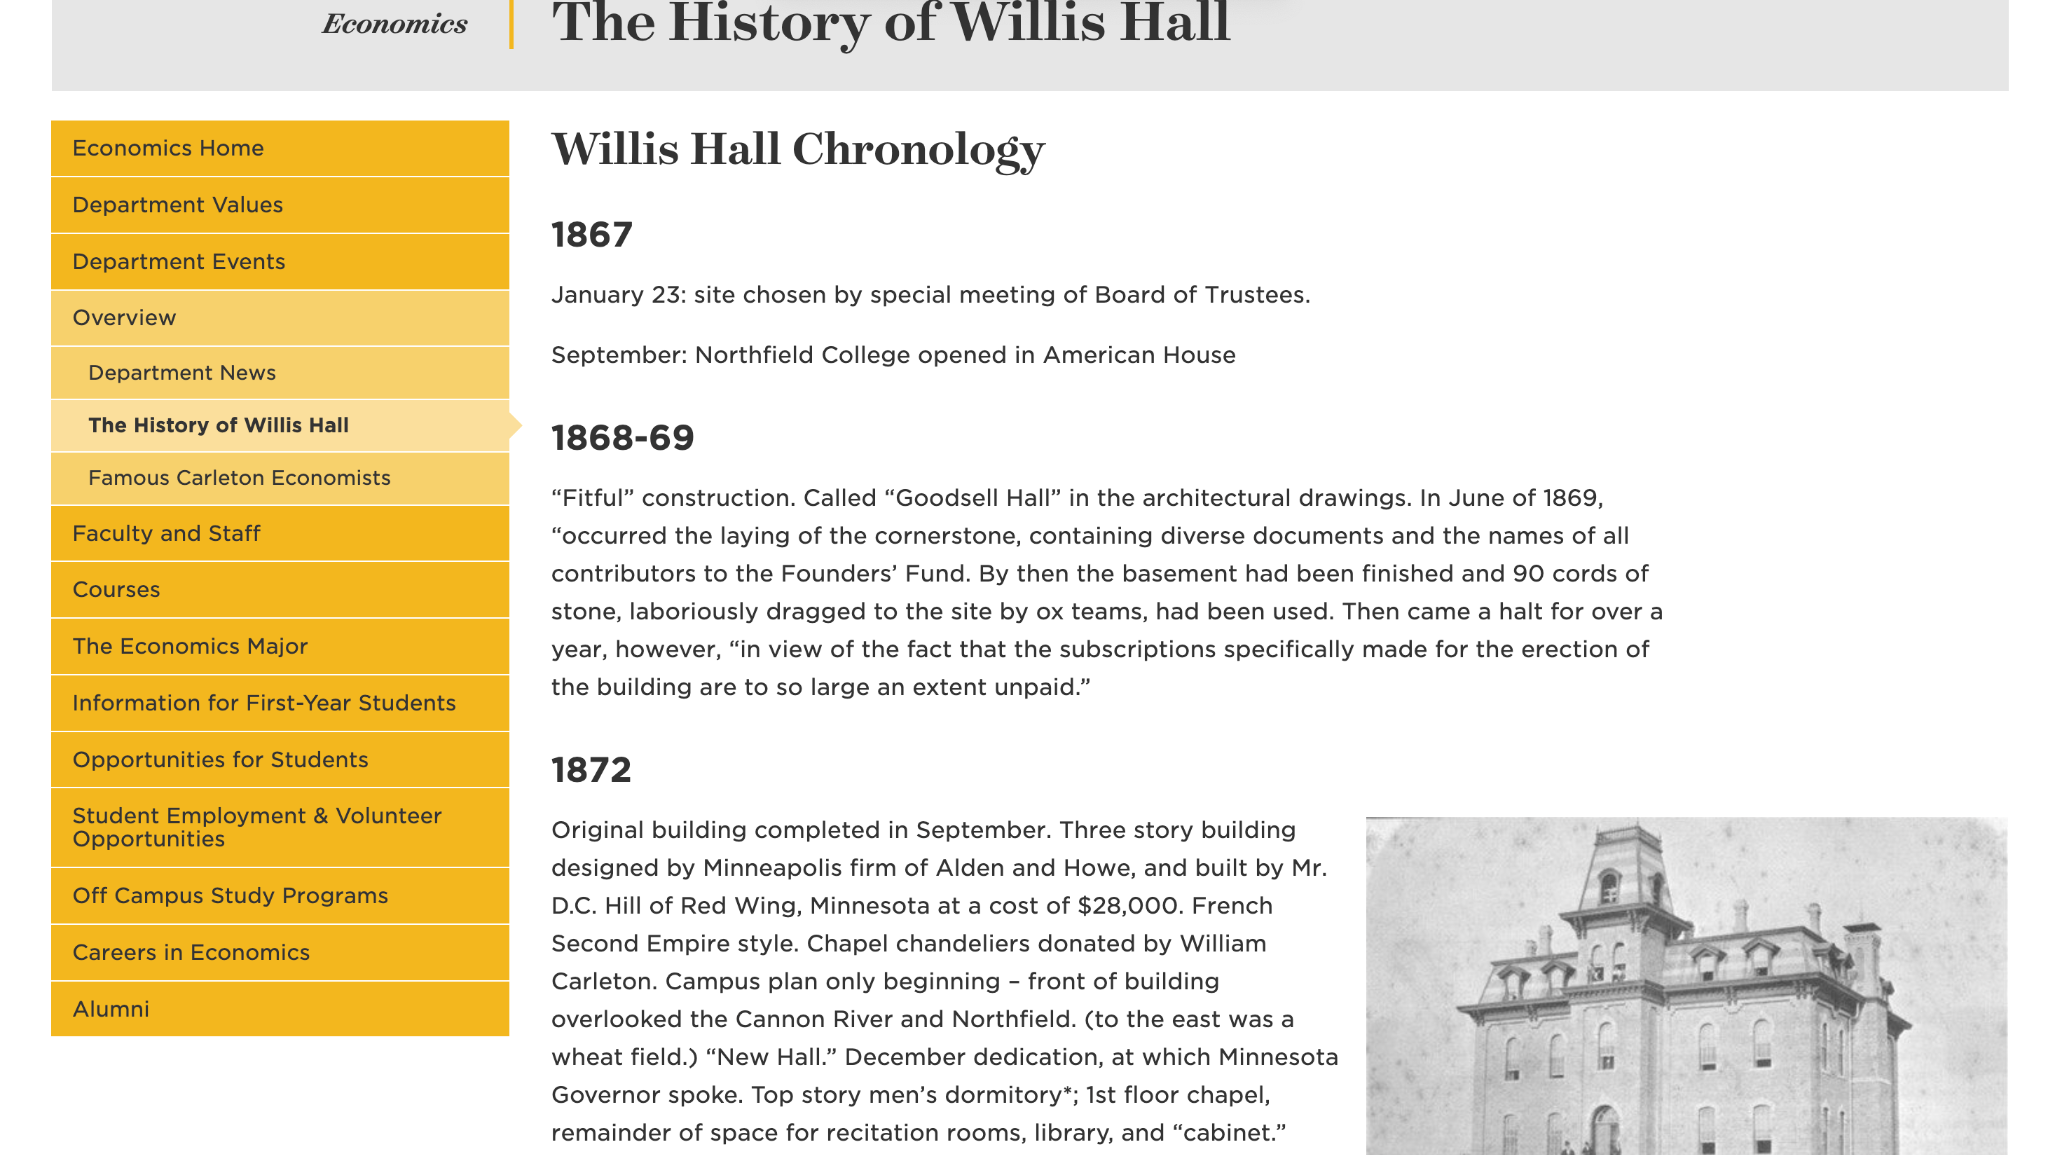 Economics
The History of Willis Hall
Economics Home
Department Values
Department Events
Overview
Department News
The History of Willis Hall
Famous Carleton Economists
Faculty and Staff
Courses
The Economics Major
Information for First-Year Students
Opportunities for Students
Student Employment & Volunteer
Opportunities
Off Campus Study Programs
Careers in Economics
Alumni
Willis Hall Chronology
1867
January 23: site chosen by special meeting of Board of Trustees.
September: Northfield College opened in American House
1868-69
“Fitful” construction. Called “Goodsell Hall” in the architectural drawings. In June of 1869,
“occurred the laying of the cornerstone, containing diverse documents and the names of all
contributors to the Founders’ Fund. By then the basement had been finished and 90 cords of
stone, laboriously dragged to the site by ox teams, had been used. Then came a halt for over a
year, however, “in view of the fact that the subscriptions specifically made for the erection of
the building are to so large an extent unpaid.”
1872
Original building completed in September. Three story building
designed by Minneapolis firm of Alden and Howe, and built by Mr.
D.C. Hill of Red Wing, Minnesota at a cost of $28,000. French
Second Empire style. Chapel chandeliers donated by William
Carleton. Campus plan only beginning – front of building
overlooked the Cannon River and Northfield. (to the east was a
wheat field.) “New Hall.” December dedication, at which Minnesota
Governor spoke. Top story men’s dormitory*; 1st floor chapel,
remainder of space for recitation rooms, library, and “cabinet.”